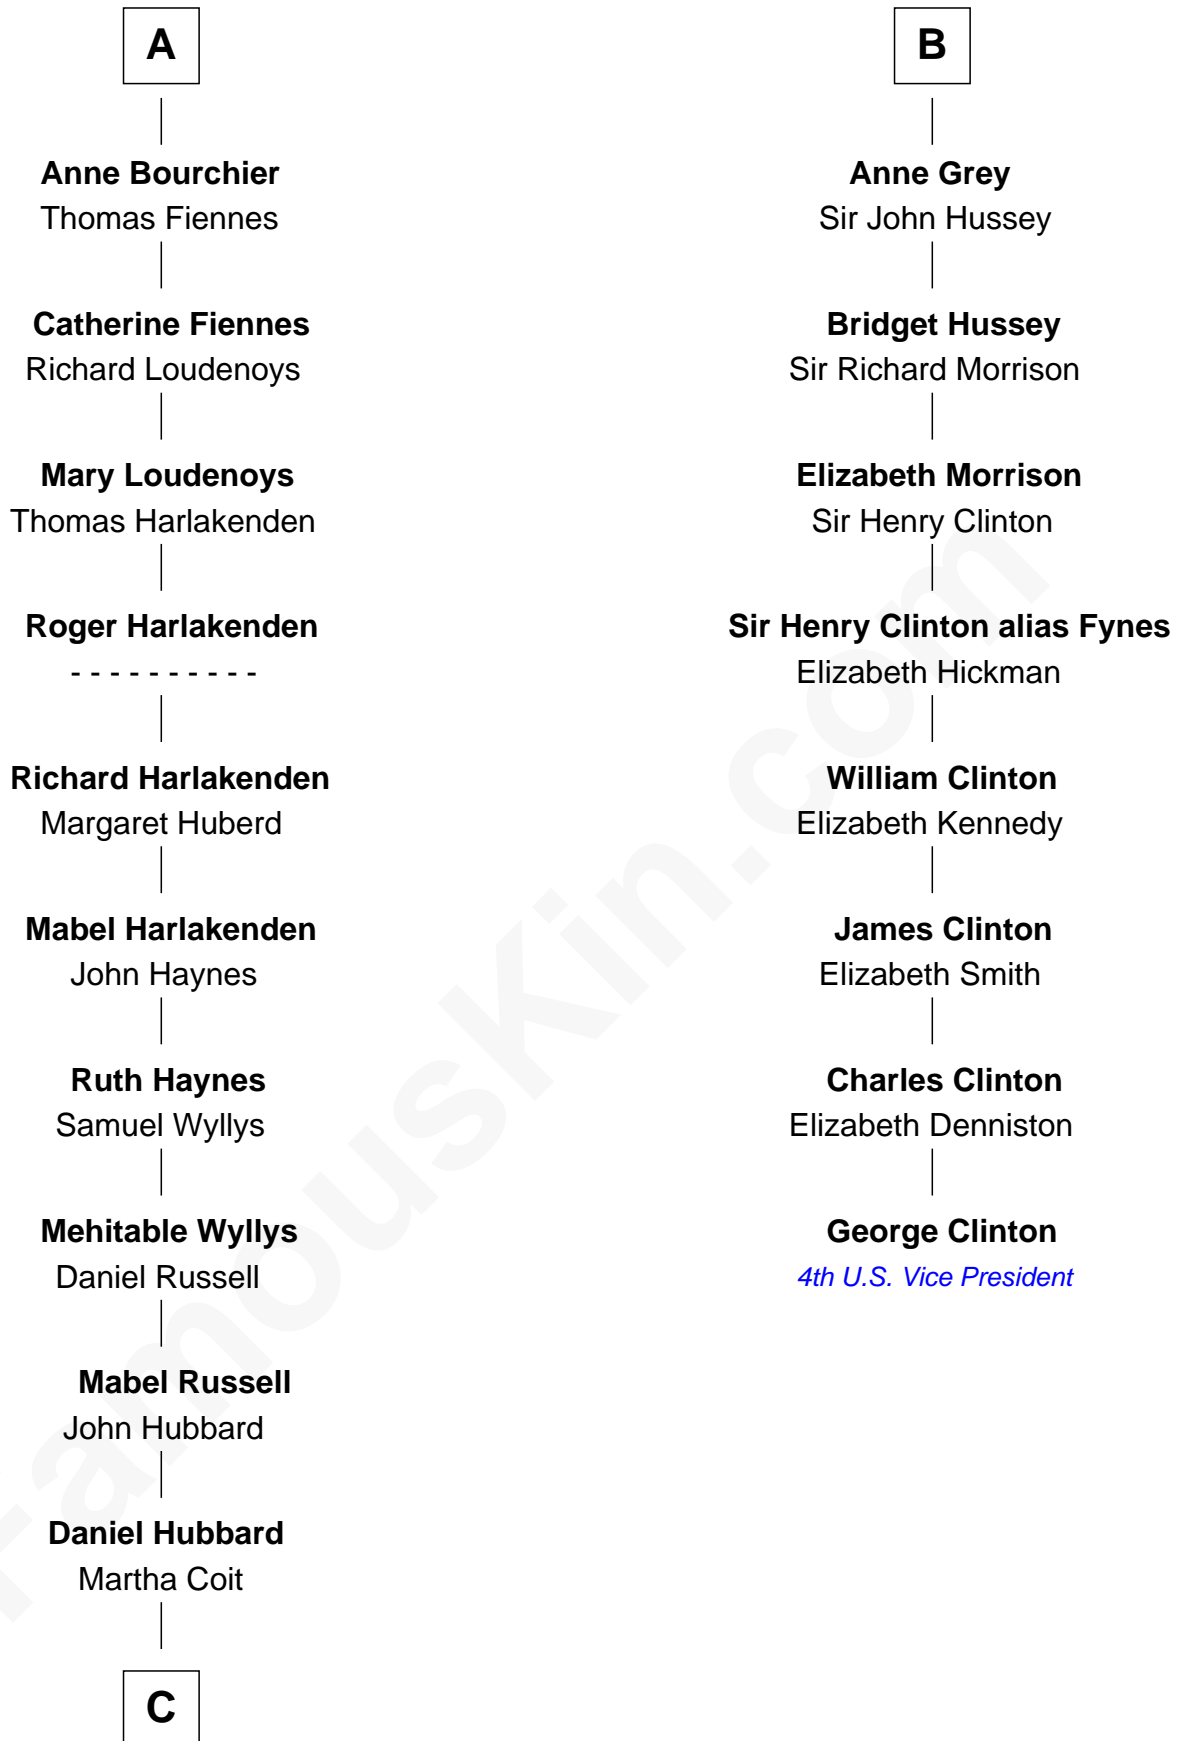 A
Anne Bourchier
Thomas Fiennes
Catherine Fiennes
Richard Loudenoys
Mary Loudenoys
Thomas Harlakenden
Roger Harlakenden
- - - - - - - - - -
Richard Harlakenden
Margaret Huberd
Mabel Harlakenden
John Haynes
Ruth Haynes
Samuel Wyllys
Mehitable Wyllys
Daniel Russell
Mabel Russell
John Hubbard
Daniel Hubbard
Martha Coit
C
B
Anne Grey
Sir John Hussey
Bridget Hussey
Sir Richard Morrison
Elizabeth Morrison
Sir Henry Clinton
Sir Henry Clinton alias Fynes
Elizabeth Hickman
William Clinton
Elizabeth Kennedy
James Clinton
Elizabeth Smith
Charles Clinton
Elizabeth Denniston
George Clinton
4th U.S. Vice President
FamousKin.com